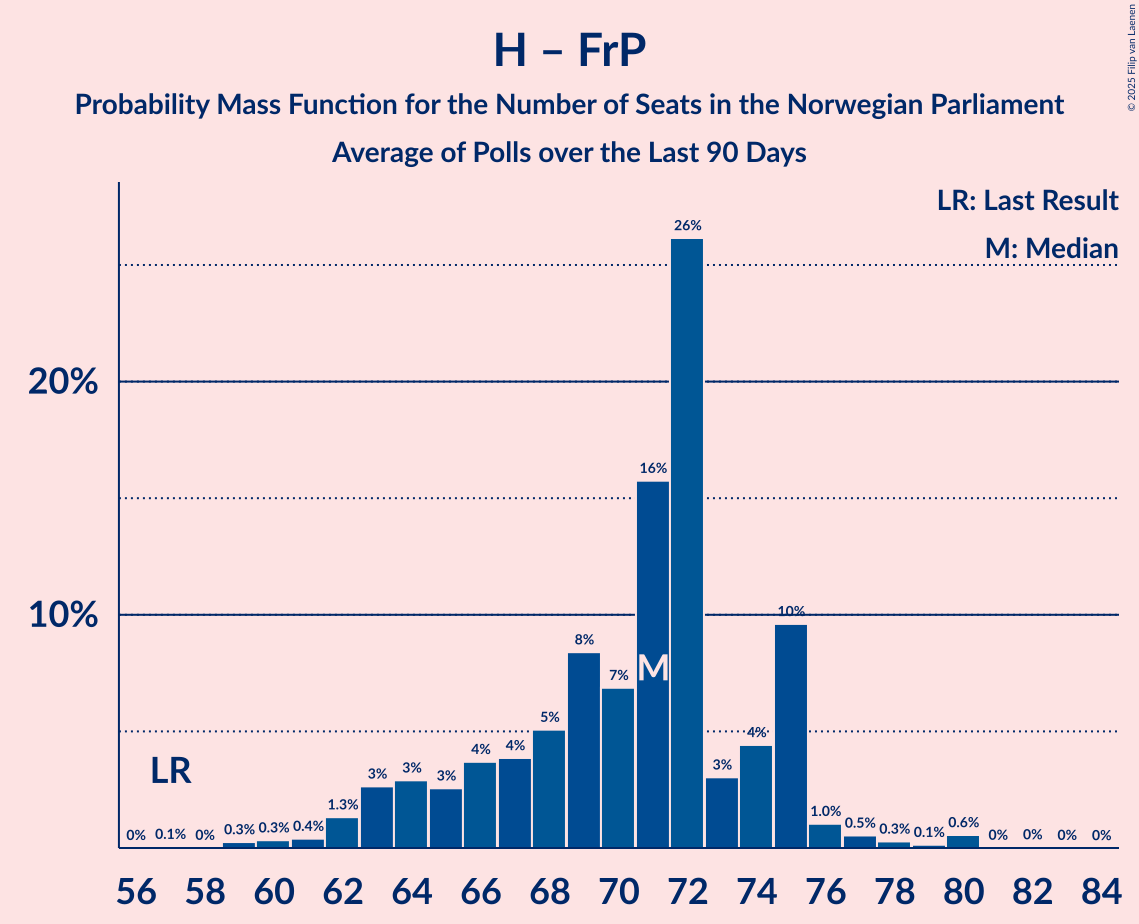 H – FrP
Probability Mass Function for the Number of Seats in the Norwegian Parliament
Average of Polls over the Last 90 Days
© 2025 Filip van Laenen
LR: Last Result
M: Median
20%
10%
0% 0.1% 0% 0.3% 0.3% 0.4% 1.3% 3% 3% 3% 4% 4% 5% 8% 7% 16% 26% 3% 4% 10% 1.0% 0.5% 0.3% 0.1% 0.6% 0% 0% 0% 0%
LR
M
56 58 60 62 64 66 68 70 72 74 76 78 80 82 84